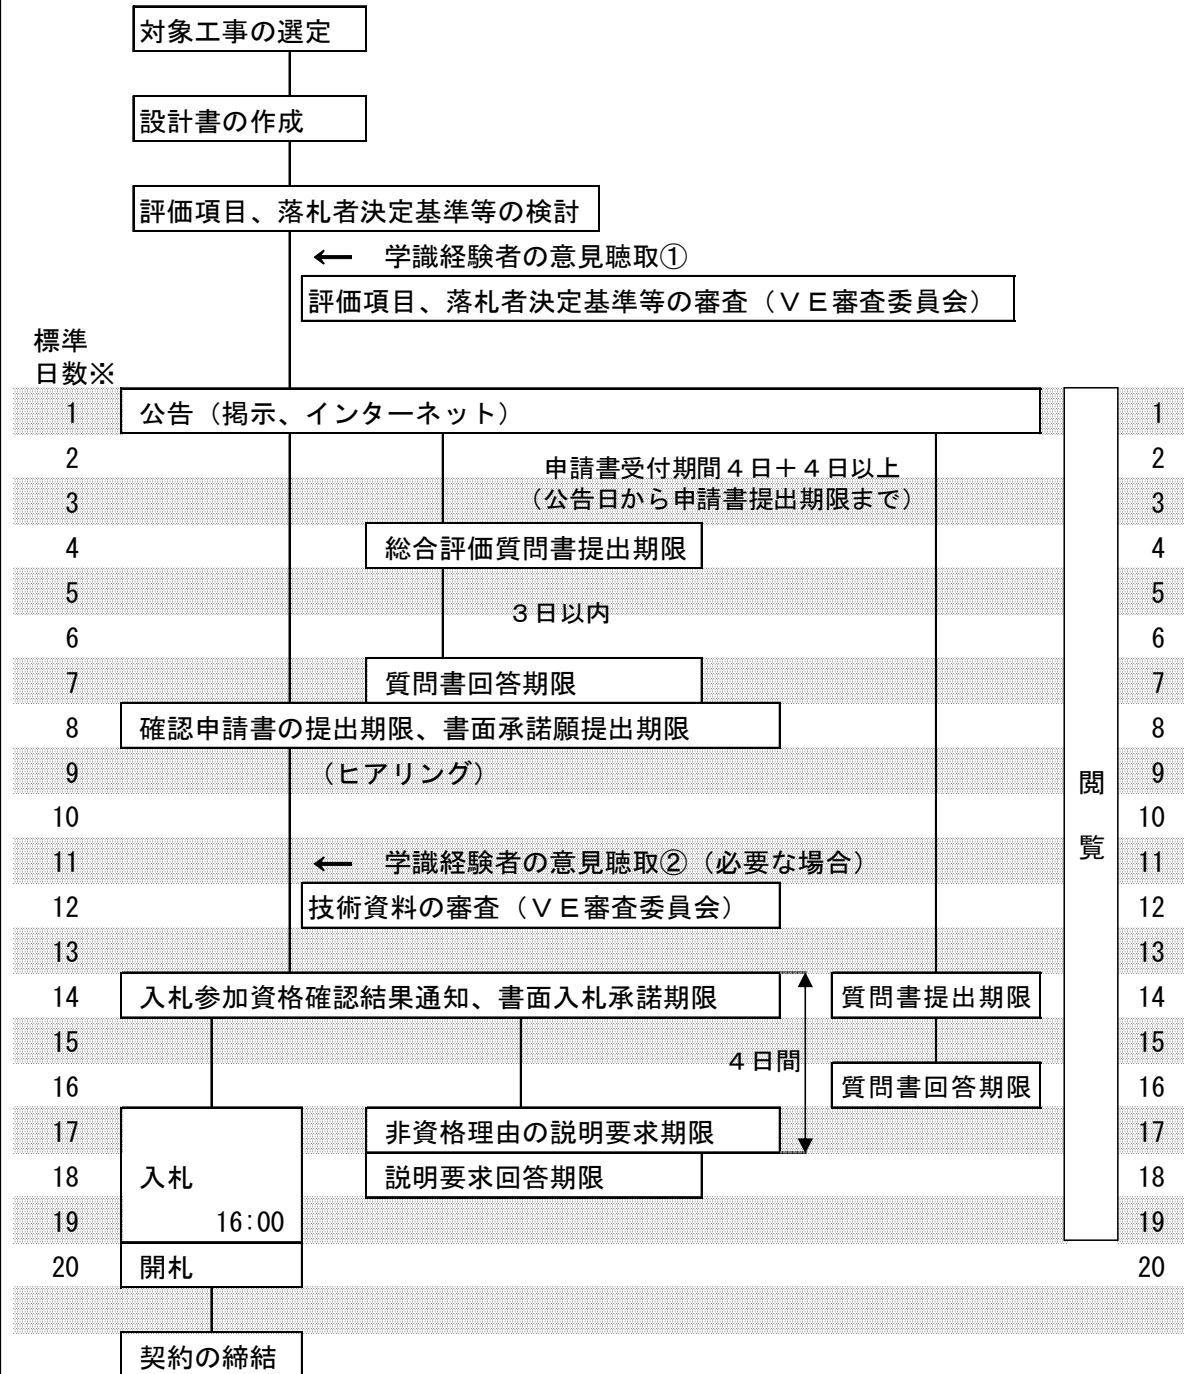 対象工事の選定
設計書の作成
評価項目、落札者決定基準等の検討
← 学識経験者の意見聴取①
評価項目、落札者決定基準等の審査（ＶＥ審査委員会）
標準
日数※
1 公告（掲示、インターネット） 1
2 申請書受付期間４日＋４日以上 2
3 （公告日から申請書提出期限まで） 3
4 総合評価質問書提出期限 4
5 5
３日以内
6 6
7 質問書回答期限 7
8 確認申請書の提出期限、書面承諾願提出期限 8
9 （ヒアリング） 9
閲
10 10
覧
11 ← 学識経験者の意見聴取②（必要な場合） 11
12 技術資料の審査（ＶＥ審査委員会） 12
13 13
14 入札参加資格確認結果通知、書面入札承諾期限 質問書提出期限 14
15 15
４日間
16 質問書回答期限 16
17 非資格理由の説明要求期限 17
18 入札 説明要求回答期限 18
19 16:00 19
20 開札 20
契約の締結